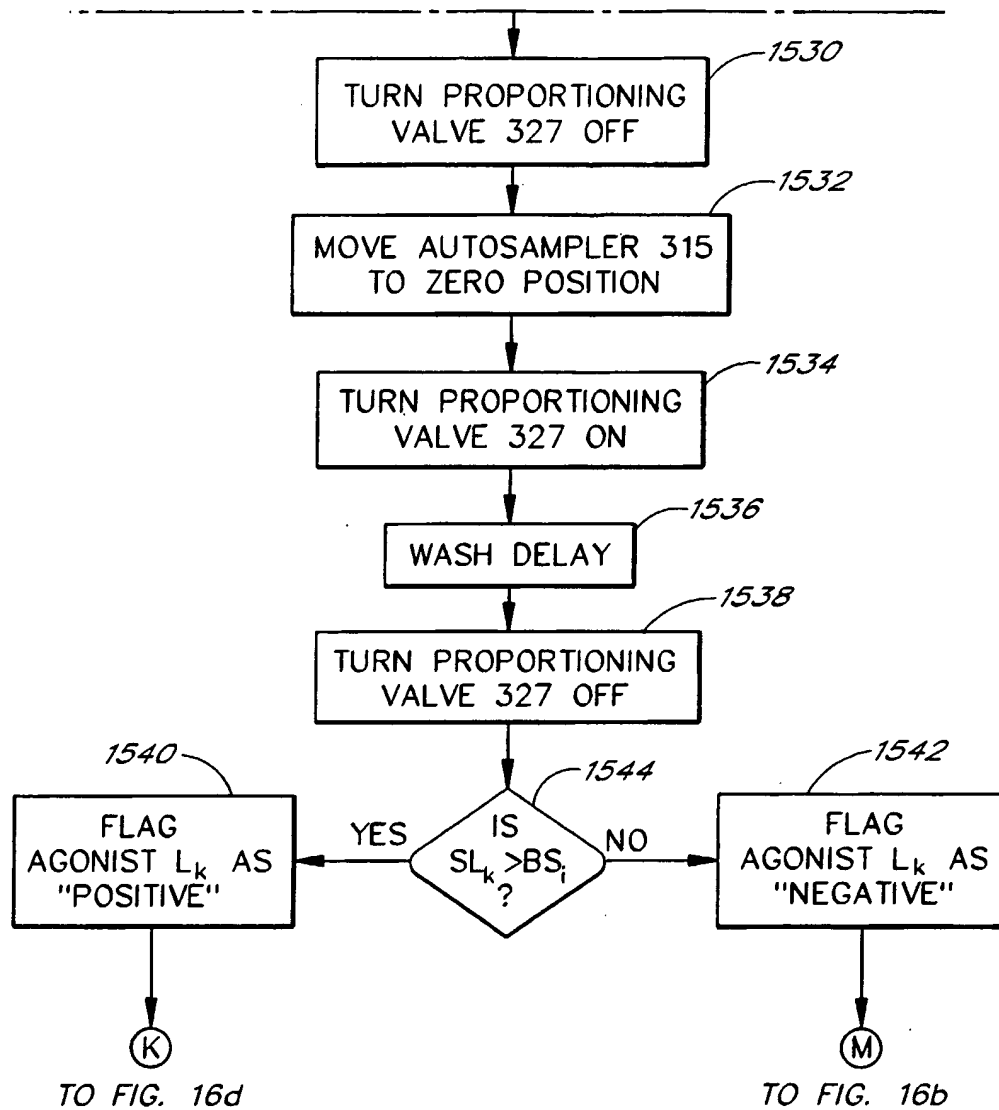 1530
TURN PROPORTIONING
VALVE 327 OFF
1532
MOVE AUTOSAMPLER 315
TO ZERO POSITION
1534
TURN PROPORTIONING
VALVE 327 ON
1536
WASH DELAY
1538
TURN PROPORTIONING
VALVE 327 OFF
1540
FLAG
AGONIST Lk AS
"POSITIVE"
YES
1544
IS
SLk >BSi
?
NO
1542
FLAG
AGONIST Lk AS
"NEGATIVE"
K
TO FIG. 16d
M
TO FIG. 16b